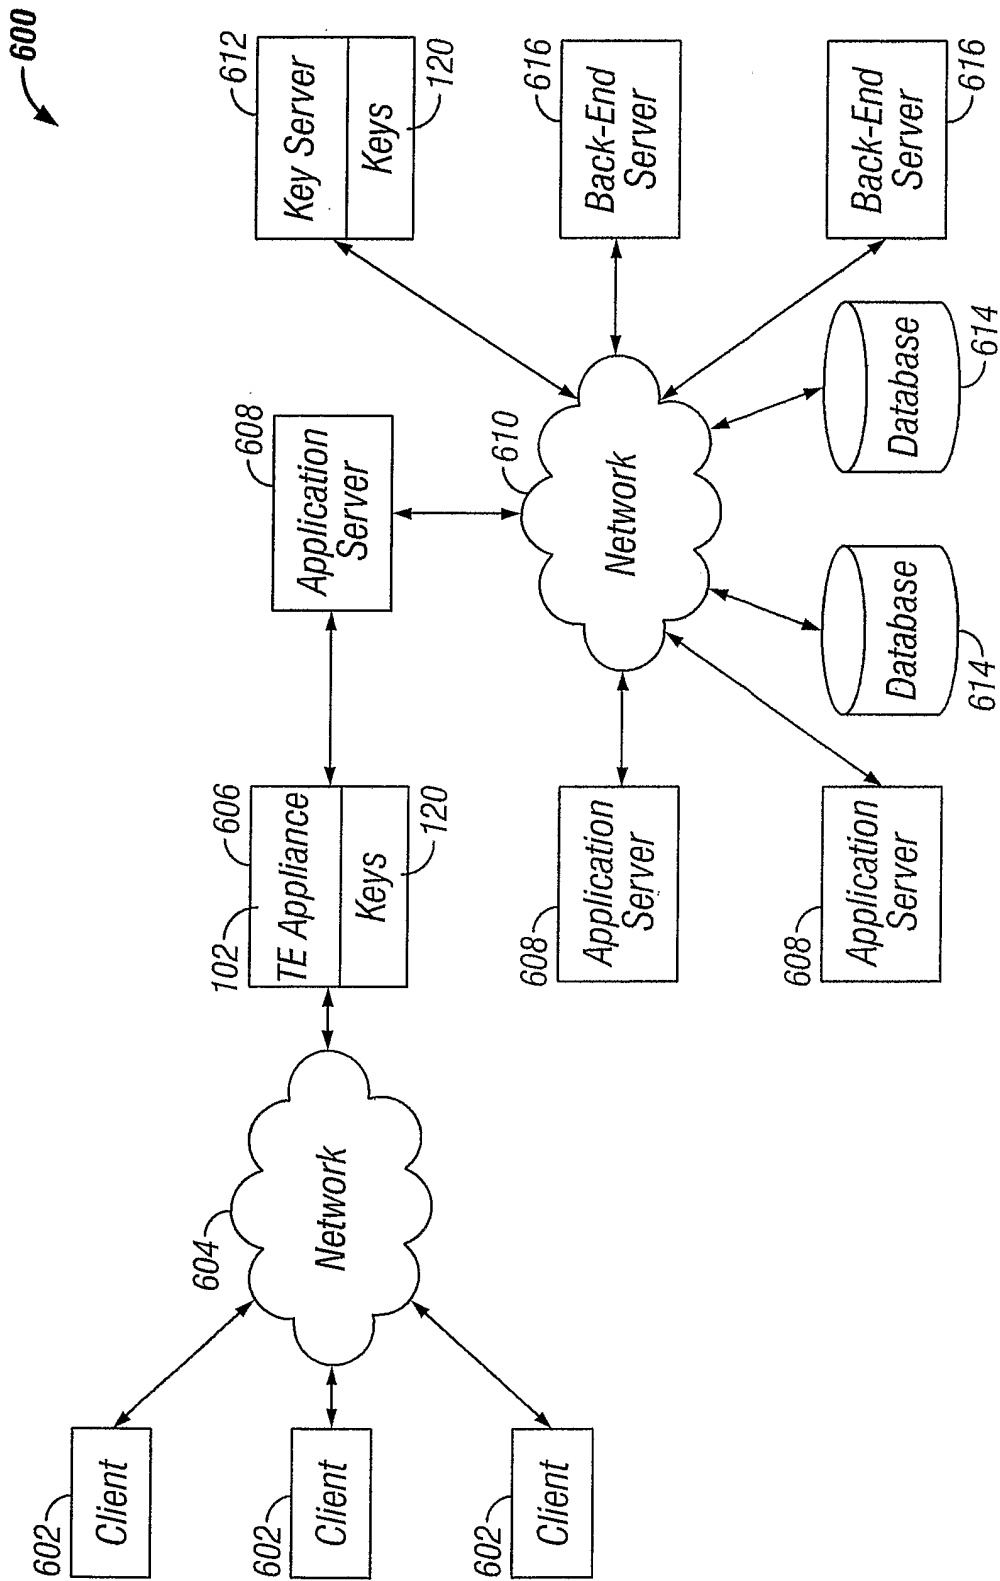 600
602
Client
602
Client
602
Client
604
Network
102
606
TE Appliance
Keys
120
608
Application
Server
612
Key Server
Keys
120
610
Network
608
Application
Server
608
Application
Server
614
Database
Database
614
616
Back-End
Server
Back-End
Server
616